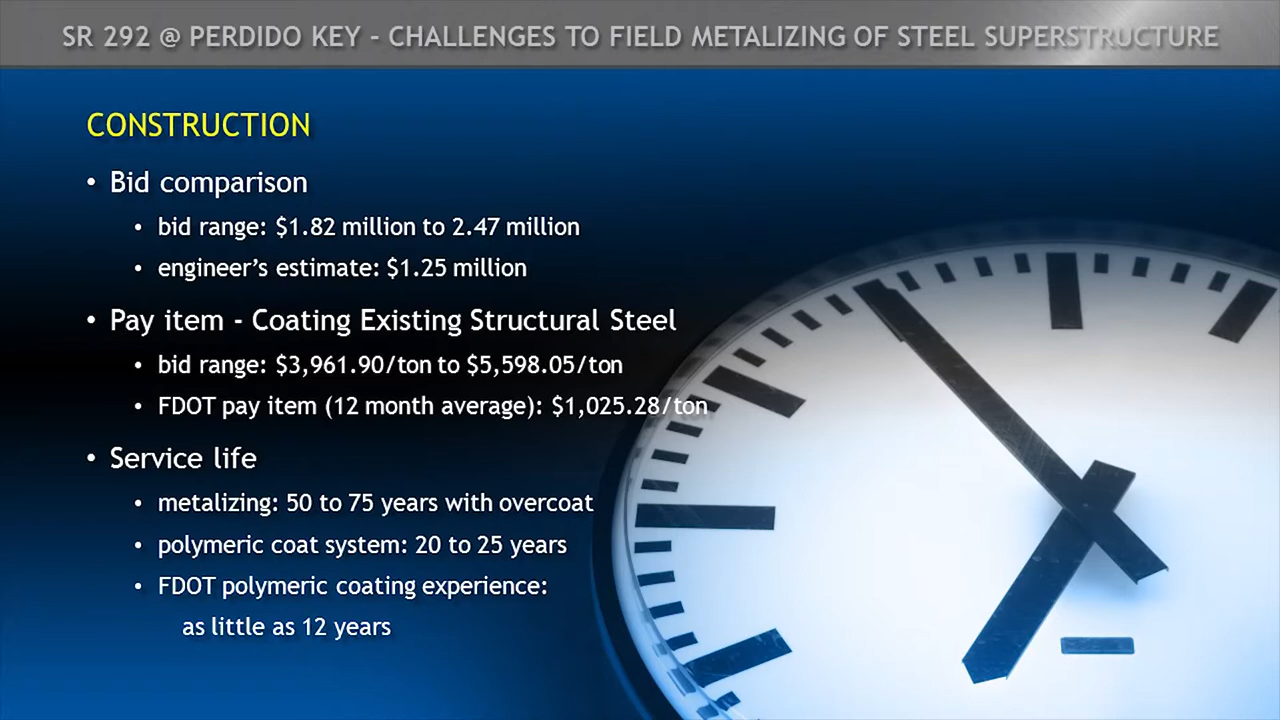 SR 292 @ PERDIDO KEY - CHALLENGES TO FIELD METALIZING OF STEEL SUPERSTRUCTURE
CONSTRUCTION
• Bid comparison
• bid range: $1.82 million to 2.47 million
• engineer’s estimate: $1.25 million
• Pay item - Coating Existing Structural Steel
• bid range: $3,961.90/ton to $5,598.05/ton
• FDOT pay item (12 month average): $1,025.28/ton
• Service life
• metalizing: 50 to 75 years with overcoat
• polymeric coat system: 20 to 25 years
• FDOT polymeric coating experience:
as little as 12 years